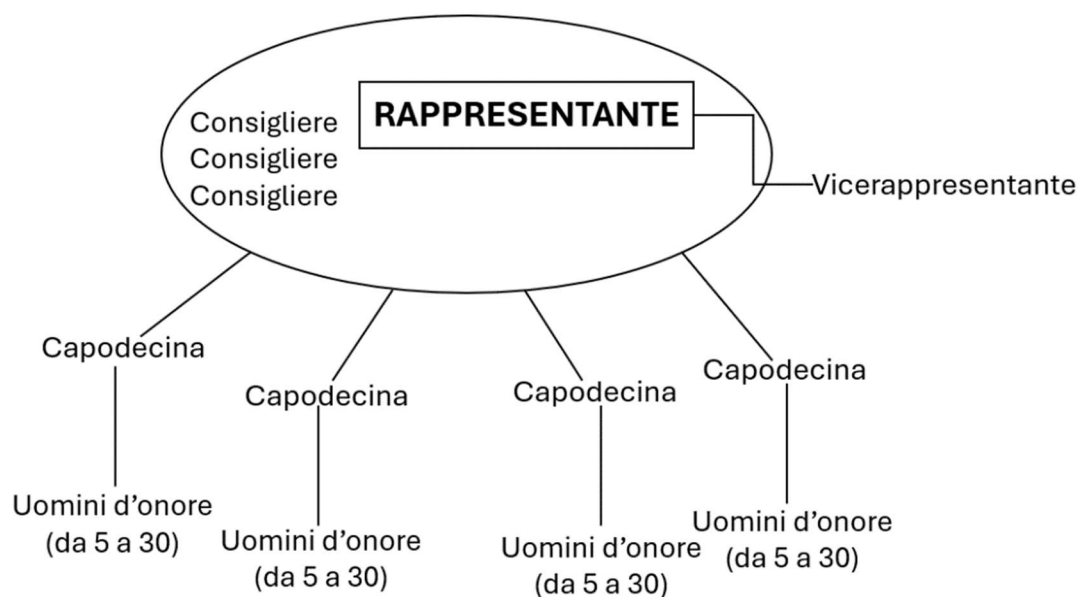 RAPPRESENTANTE
Consigliere
Consigliere
Consigliere
Vicerappresentante
Capodecina
Capodecina
Capodecina
Capodecina
Uomini d’onore
(da 5 a 30)
Uomini d’onore
(da 5 a 30)
Uomini d’onore
(da 5 a 30)
Uomini d’onore
(da 5 a 30)